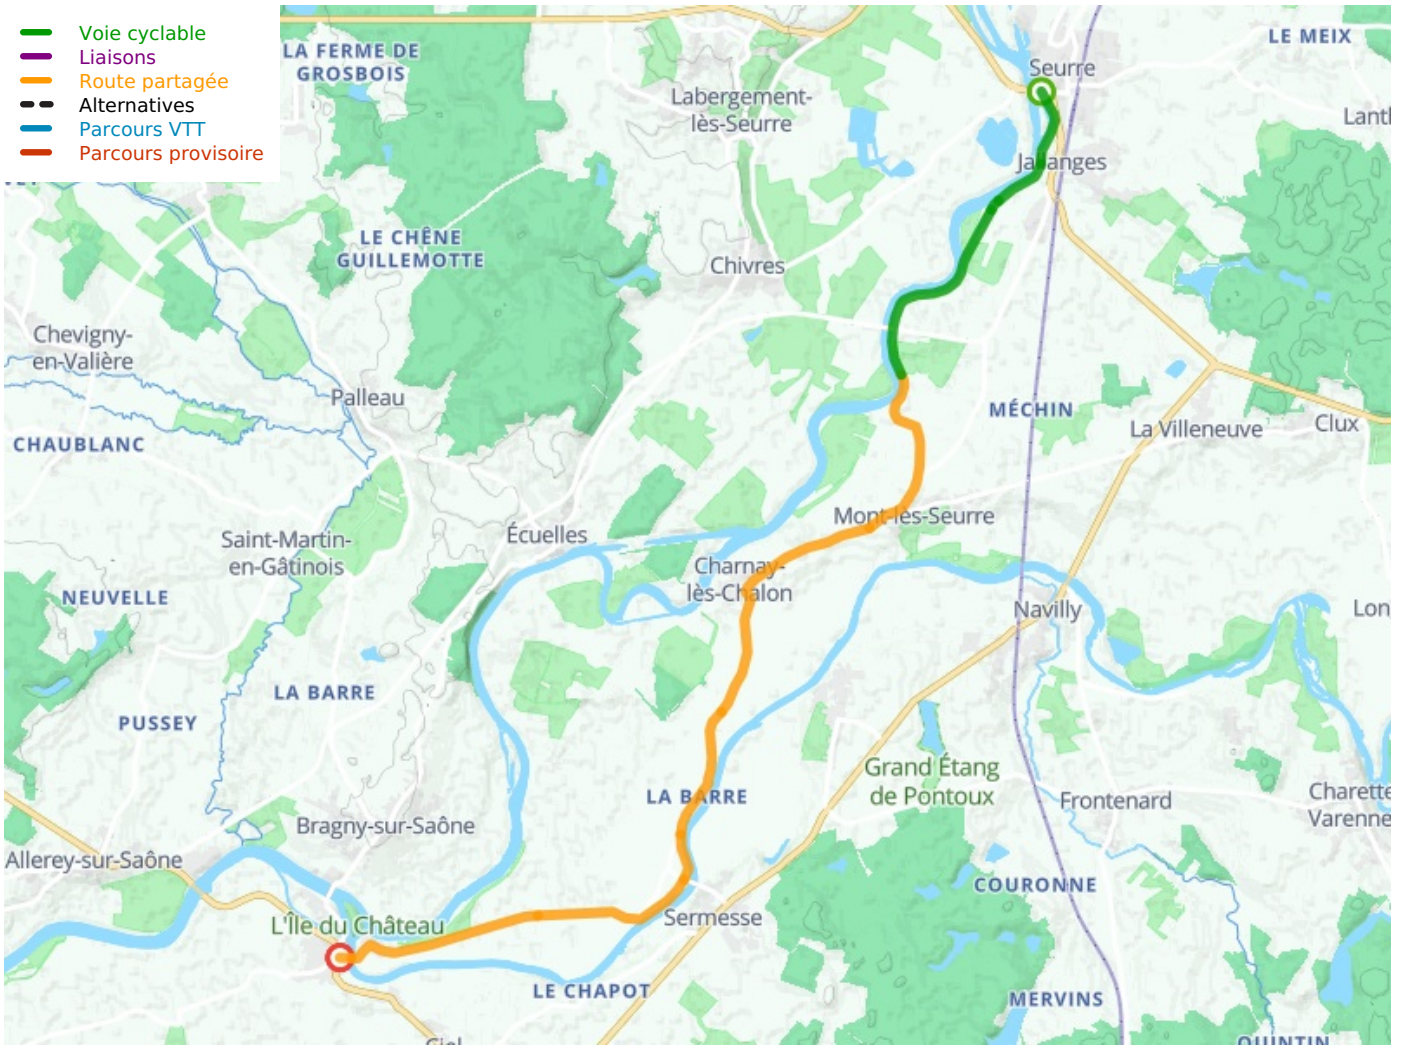 Voie cyclable
Liaisons
Route partagée
Alternatives
Parcours VTT
Parcours provisoire
LA FERME DE
GROSBOIS
LE MEIX
Seurre
Labergement-
lès-Seurre
Jallanges
LE CHÊNE
GUILLEMOTTE
Chivres
Chevigny-
en-Valière
Palleau
MÉCHIN
La Villeneuve
Clux
CHAUBLANC
Mont-lès-Seurre
Écuelles
Saint-Martin-
en-Gâtinois
Charnay-
lès-Chalon
NEUVELLE
Navilly
Lon
LA BARRE
PUSSEY
Grand Étang
de Pontoux
LA BARRE
Frontenard
Charette
Varenne
Bragny-sur-Saône
Allerey-sur-Saône
COURONNE
L'Île du Château
Sermesse
LE CHAPOT
MERVINS